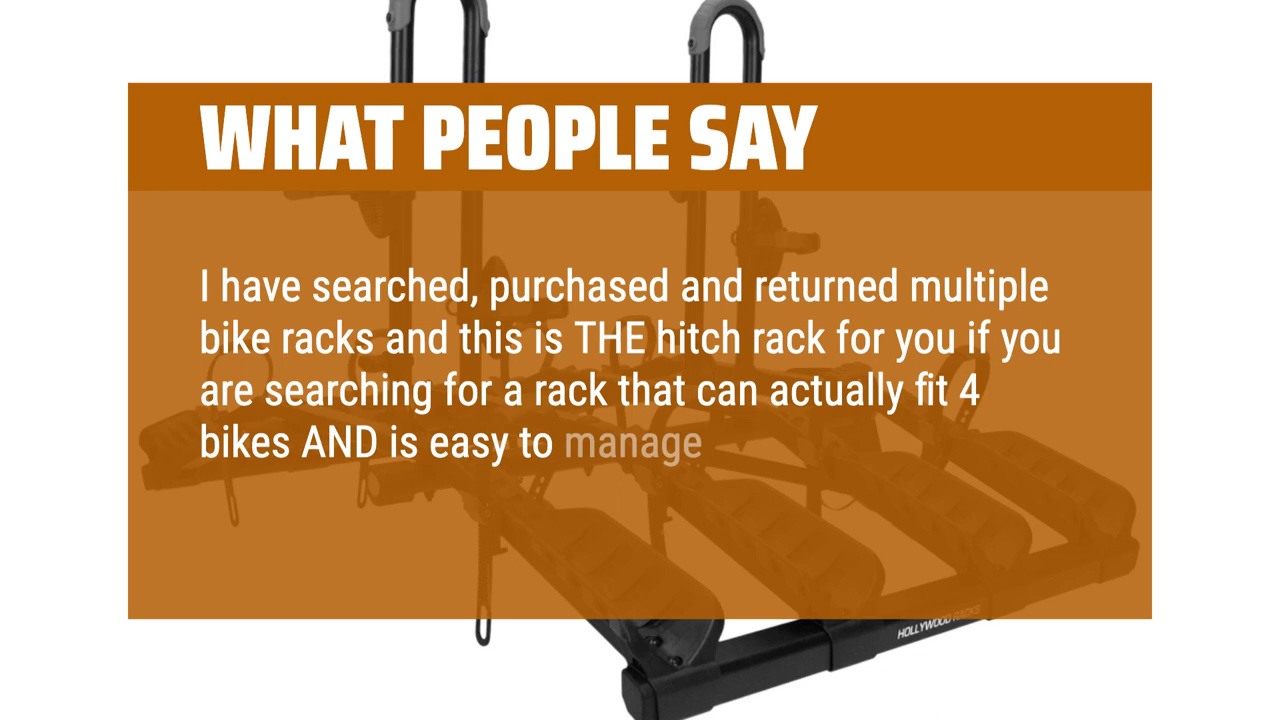 WHAT PEOPLE SAY
I have searched, purchased and returned multiple
bike racks and this is THE hitch rack for you if you
are searching for a rack that can actually fit 4
bikes AND is easy to manage
HOLLYWOOD RACKS